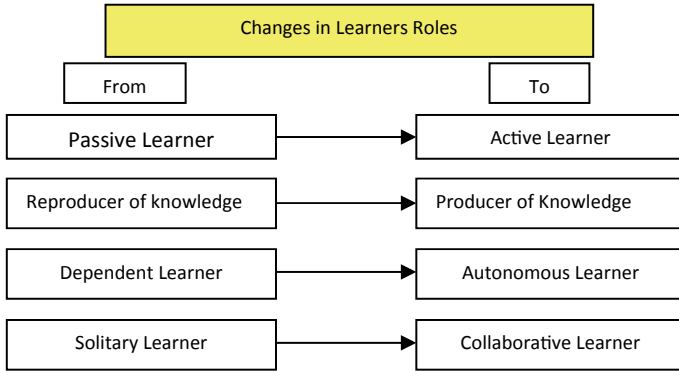 Changes in Learners Roles
From
To
Passive Learner
Active Learner
Reproducer of knowledge
Producer of Knowledge
Dependent Learner
Autonomous Learner
Solitary Learner
Collaborative Learner